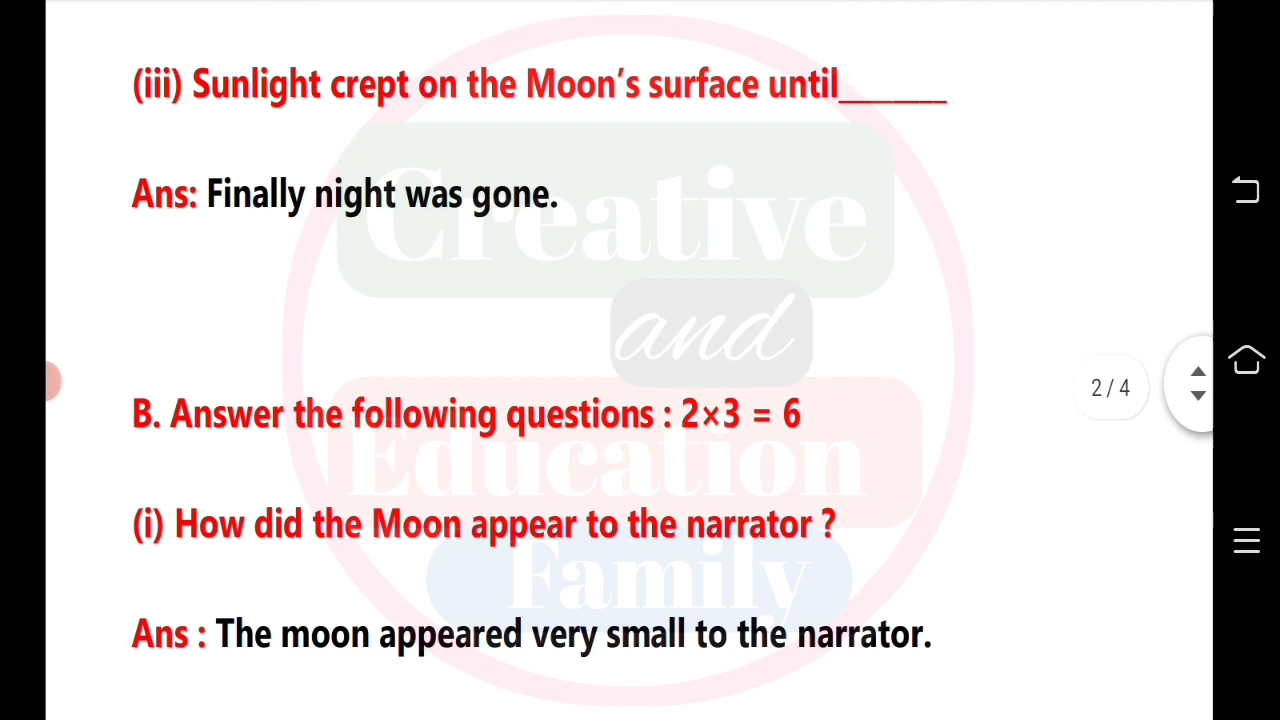 (iii) Sunlight crept on the Moon’s surface until_______
Ans: Finally night was gone.
Creative
and
B. Answer the following questions : 2×3 = 6
2 / 4
Education
(i) How did the Moon appear to the narrator ?
Family
Ans : The moon appeared very small to the narrator.